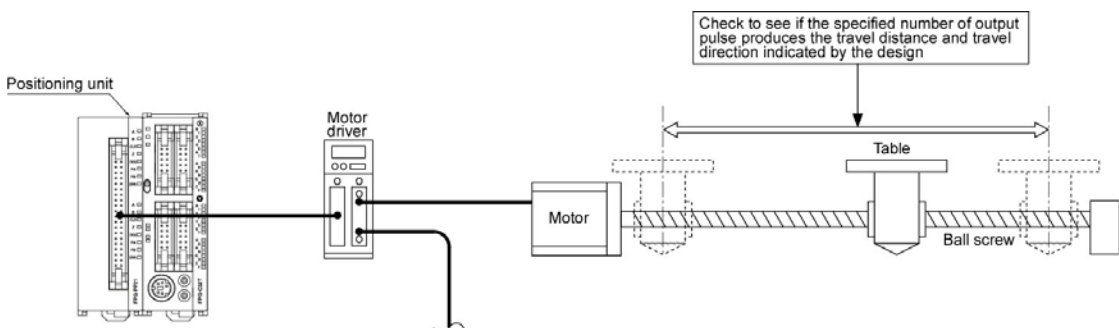 Check to see if the specified number of output
pulse produces the travel distance and travel
direction indicated by the design
Positioning unit
Motor
driver
Table
Motor
Ball screw